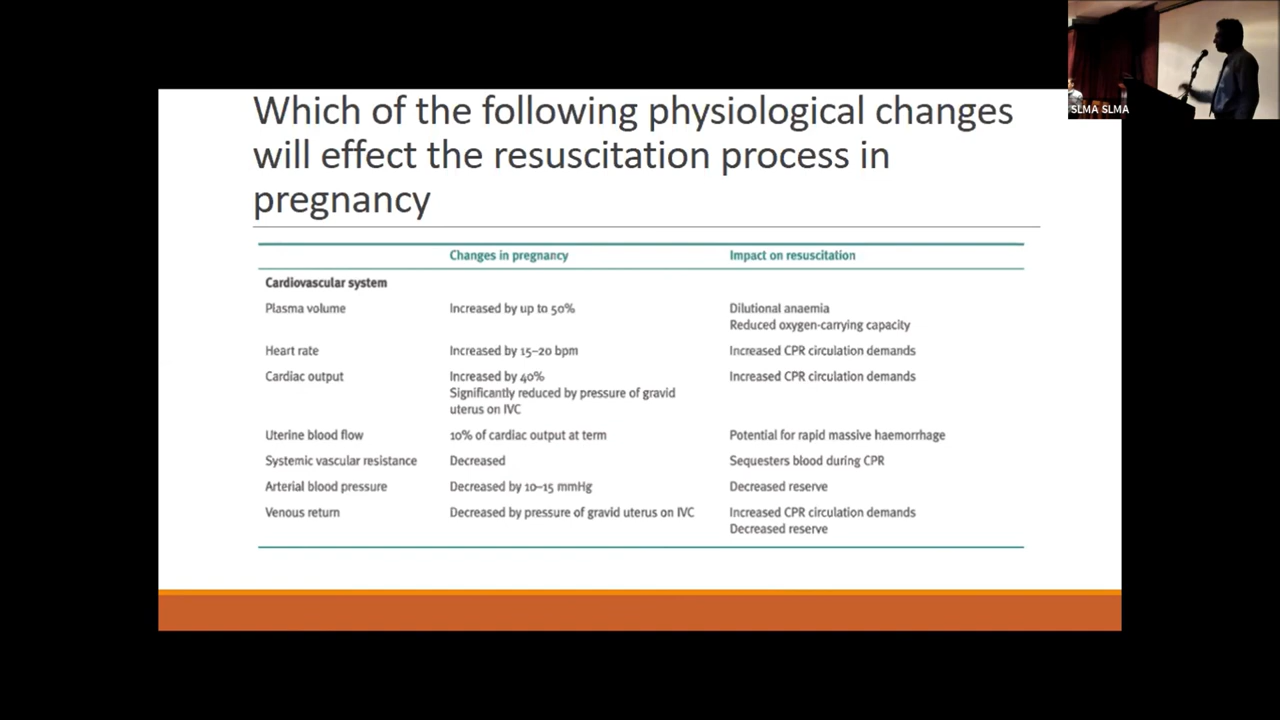 Which of the following physiological changes
will effect the resuscitation process in
pregnancy
SLMA SLMA
Changes in pregnancy Impact on resuscitation
Cardiovascular system
Plasma volume Increased by up to 50% Dilutional anaemia
Reduced oxygen-carrying capacity
Heart rate Increased by 15–20 bpm Increased CPR circulation demands
Cardiac output Increased by 40% Increased CPR circulation demands
Significantly reduced by pressure of gravid
uterus on IVC
Uterine blood flow 10% of cardiac output at term Potential for rapid massive haemorrhage
Systemic vascular resistance Decreased Sequesters blood during CPR
Arterial blood pressure Decreased by 10–15 mmHg Decreased reserve
Venous return Decreased by pressure of gravid uterus on IVC Increased CPR circulation demands
Decreased reserve